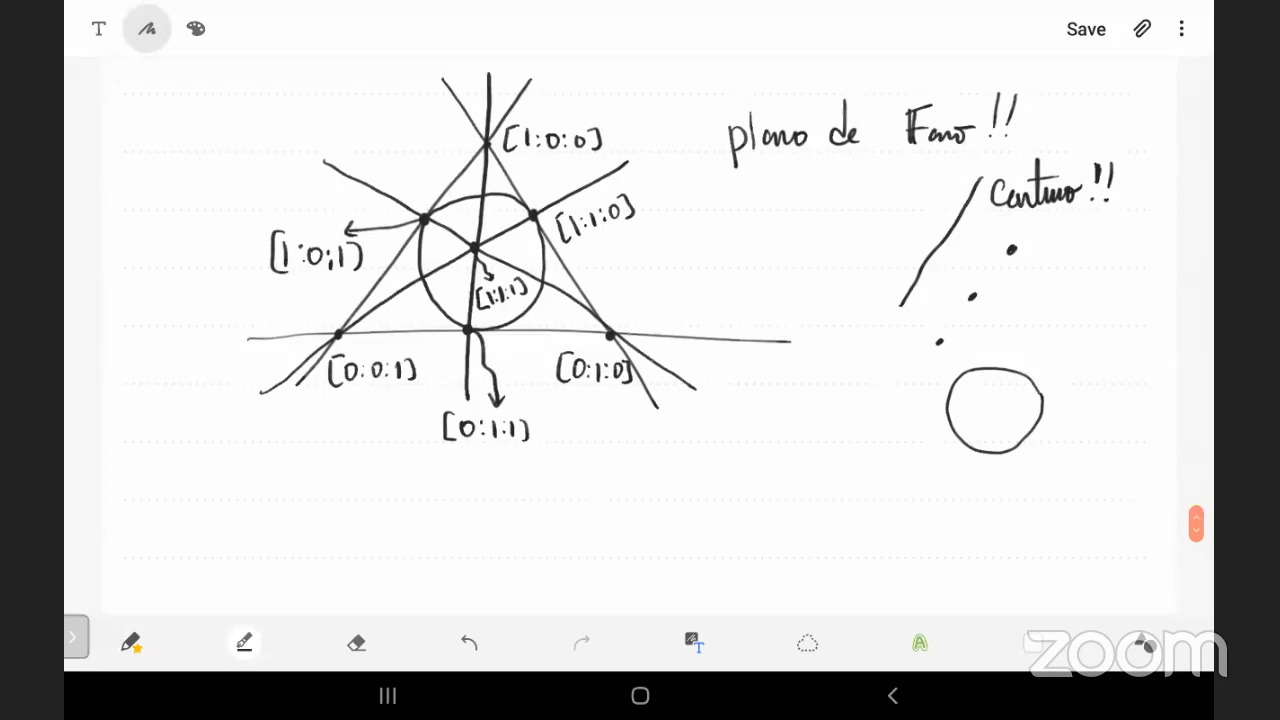 T
Save
[1:0:0]
plano de Fano!!
Contínuo!!
[1:1:0]
[1:0:1]
[1:1:1]
[0:0:1]
[0:1:0]
[0:1:1]
zoom